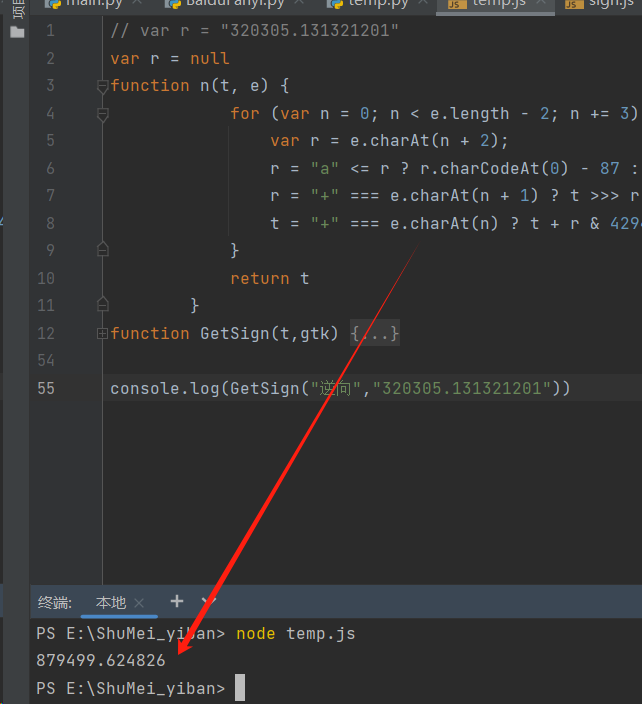 main.py BaiduFanyi.py temp.py temp.js sign.js
1 // var r = "320305.131321201"
2 var r = null
3 function n(t, e) {
4 for (var n = 0; n < e.length - 2; n += 3)
5 var r = e.charAt(n + 2);
6 r = "a" <= r ? r.charCodeAt(0) - 87 :
7 r = "+" === e.charAt(n + 1) ? t >>> r
8 t = "+" === e.charAt(n) ? t + r & 429
9 }
10 return t
11 }
12 function GetSign(t,gtk) {...}
54
55 console.log(GetSign("逆向","320305.131321201"))
终端: 本地 × +
PS E:\ShuMei_yiban> node temp.js
879499.624826
PS E:\ShuMei_yiban>